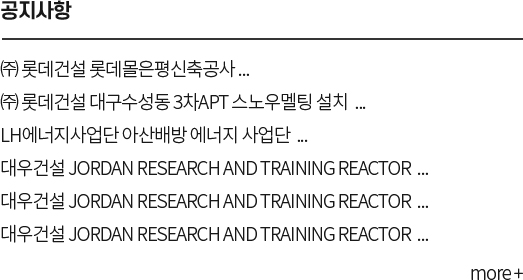 공지사항
㈜ 롯데건설 롯데몰은평신축공사 ...
㈜ 롯데건설 대구수성동 3차APT 스노우멜팅 설치 ...
LH에너지사업단 아산배방 에너지 사업단 ...
대우건설 JORDAN RESEARCH AND TRAINING REACTOR ...
대우건설 JORDAN RESEARCH AND TRAINING REACTOR ...
대우건설 JORDAN RESEARCH AND TRAINING REACTOR ...
more +